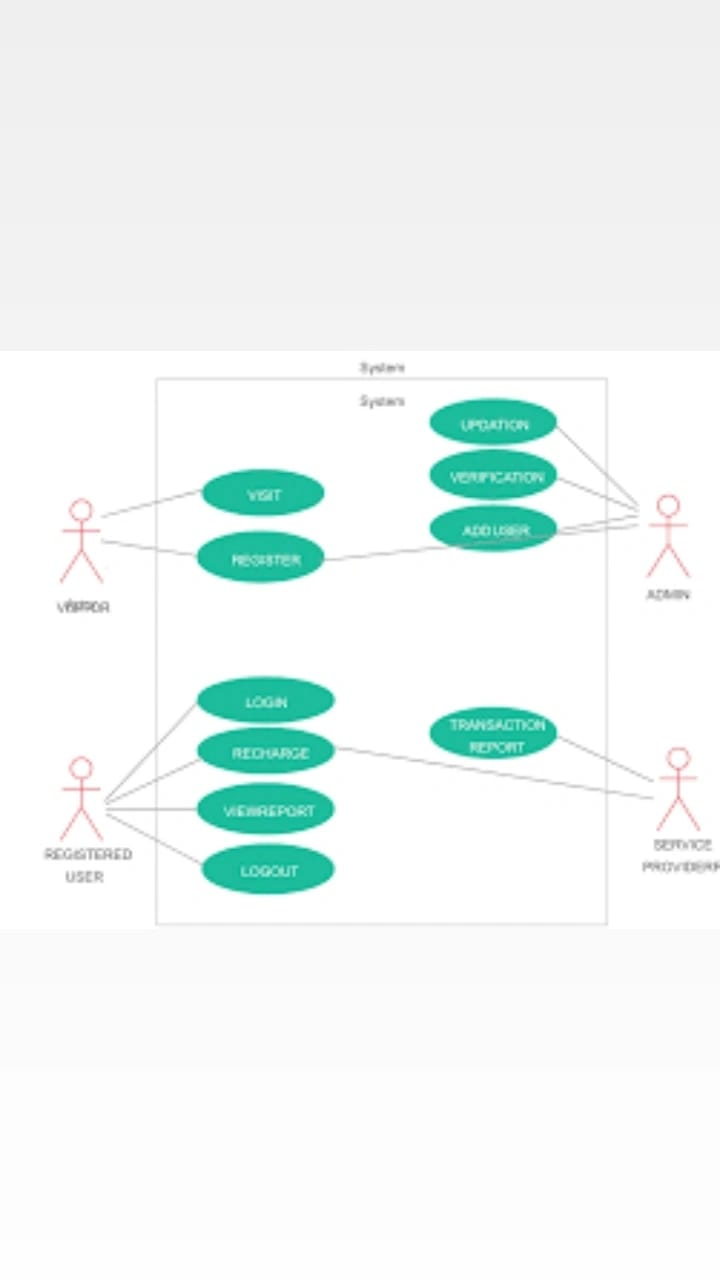 System
System
UPDATION
VERIFICATION
VISIT
ADD USER
REGISTER
ADMIN
LOGIN
TRANSACTION
REPORT
RECHARGE
VIEWREPORT
REGISTERED
USER
SERVICE
LOGOUT